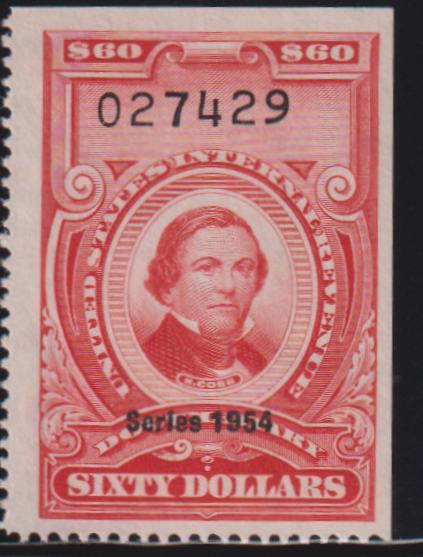 $60 $60
027429
UNITED STATES INTERNAL REVENUE
H. COBB
Series 1954
DOCUMENTARY
SIXTY DOLLARS